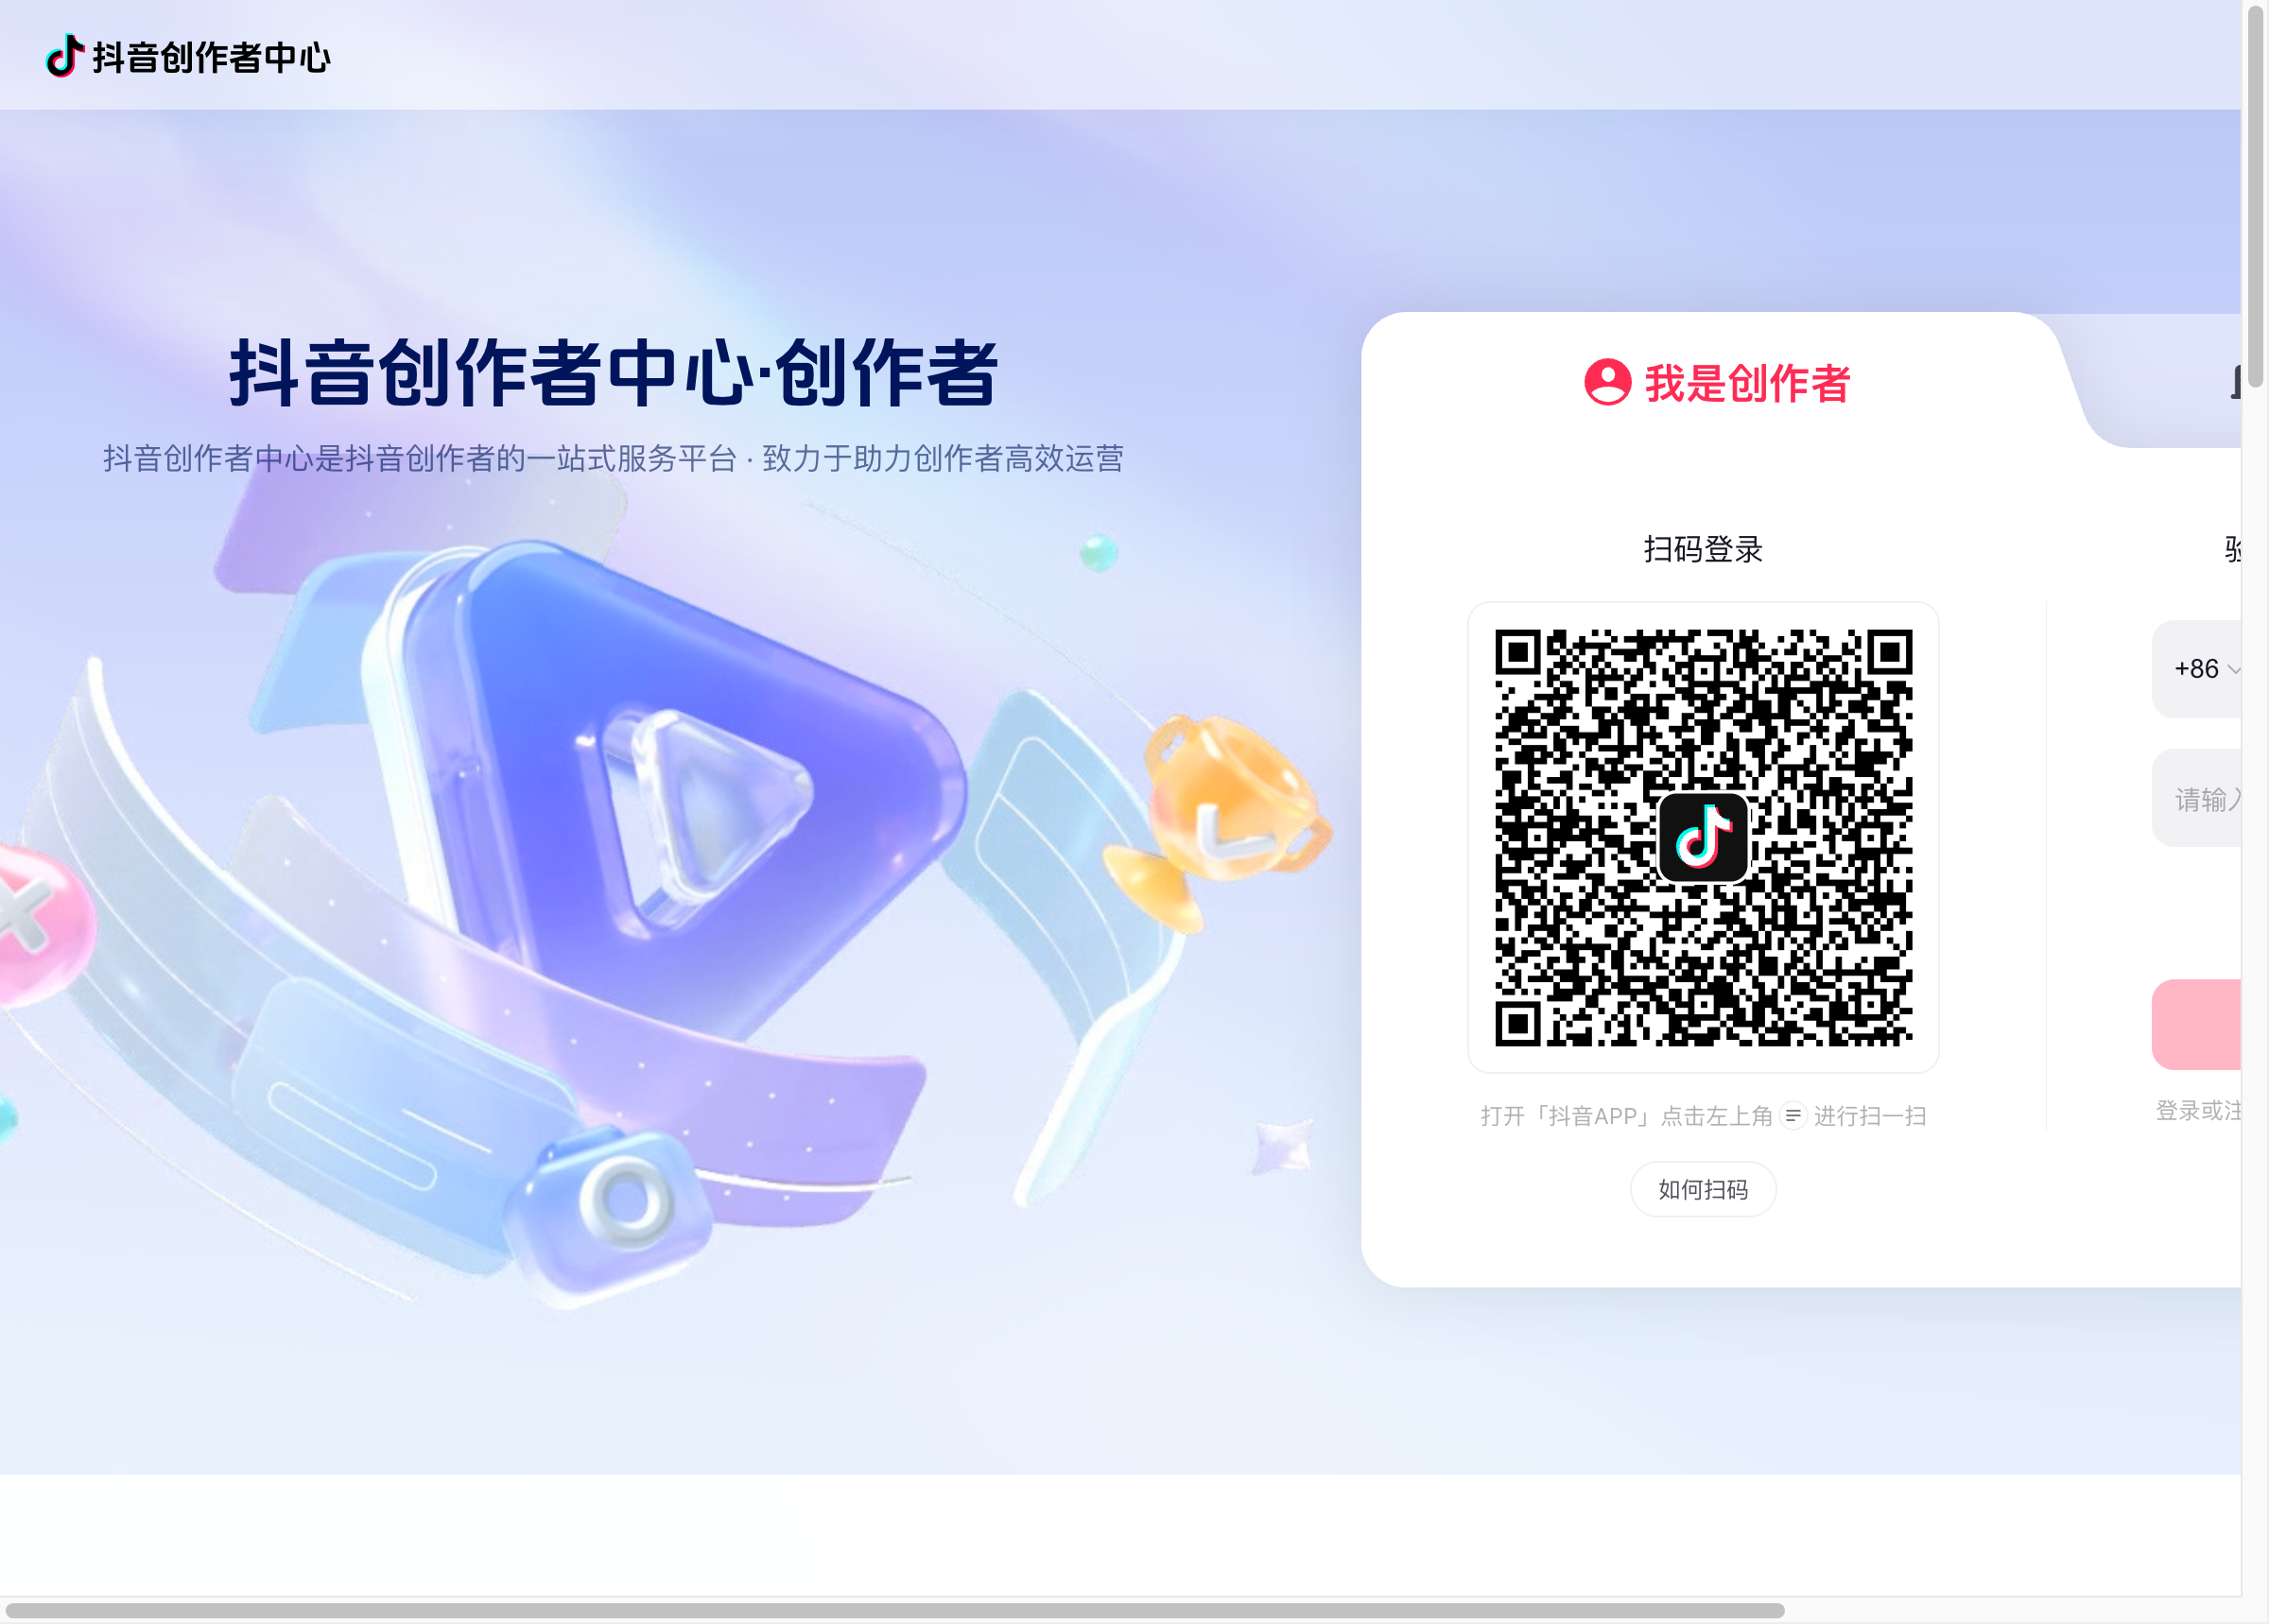 抖音创作者中心
抖音创作者中心·创作者
抖音创作者中心是抖音创作者的一站式服务平台 · 致力于助力创作者高效运营
我是创作者
扫码登录
+86
请输入
打开「抖音APP」点击左上角 进行扫一扫
登录或注
如何扫码